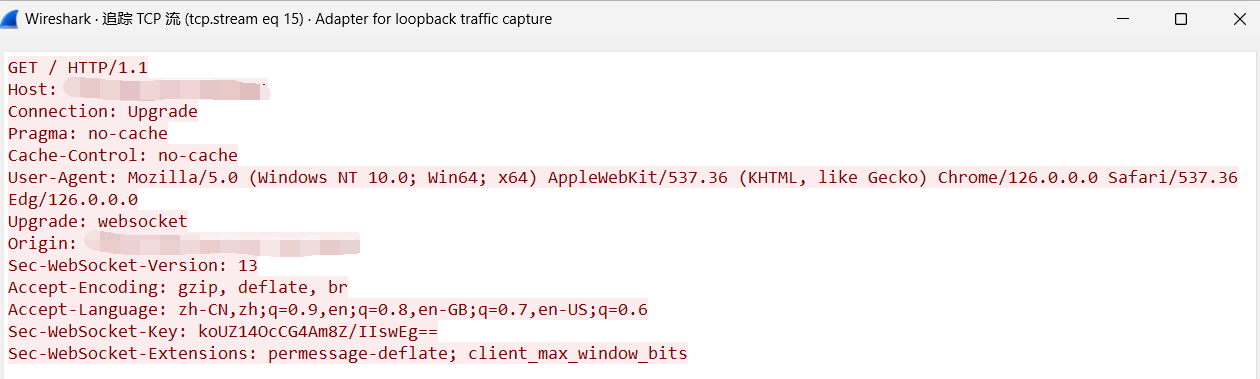 Wireshark · 追踪 TCP 流 (tcp.stream eq 15) · Adapter for loopback traffic capture
GET / HTTP/1.1
Host:
Connection: Upgrade
Pragma: no-cache
Cache-Control: no-cache
User-Agent: Mozilla/5.0 (Windows NT 10.0; Win64; x64) AppleWebKit/537.36 (KHTML, like Gecko) Chrome/126.0.0.0 Safari/537.36
Edg/126.0.0.0
Upgrade: websocket
Origin:
Sec-WebSocket-Version: 13
Accept-Encoding: gzip, deflate, br
Accept-Language: zh-CN,zh;q=0.9,en;q=0.8,en-GB;q=0.7,en-US;q=0.6
Sec-WebSocket-Key: koUZ14OcCG4Am8Z/IIswEg==
Sec-WebSocket-Extensions: permessage-deflate; client_max_window_bits